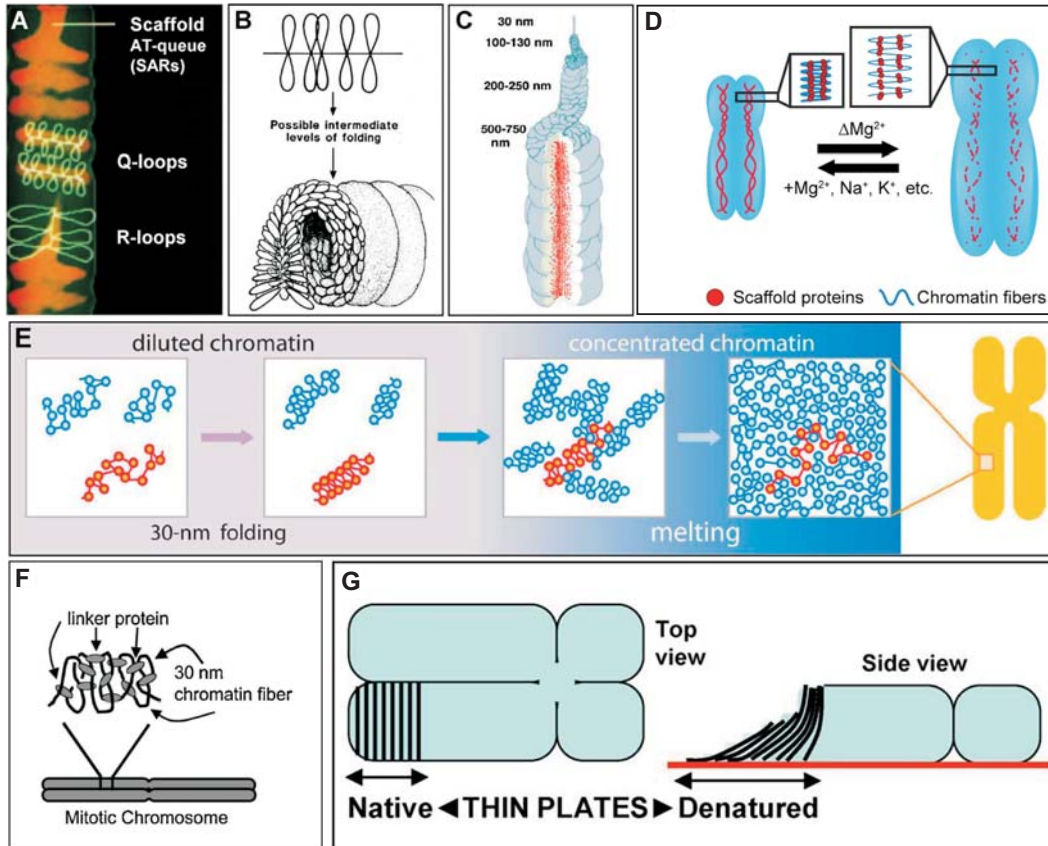 A
Scaffold
AT-queue
(SARs)
Q-loops
R-loops
B
Possible intermediate
levels of folding
C
30 nm
100-130 nm
200-250 nm
500-750
nm
D
ΔMg²⁺
+Mg²⁺, Na⁺, K⁺, etc.
Scaffold proteins
Chromatin fibers
E
diluted chromatin
concentrated chromatin
30-nm folding
melting
F
linker protein
30 nm
chromatin fiber
Mitotic Chromosome
G
Top
view
Side view
Native ◄THIN PLATES► Denatured